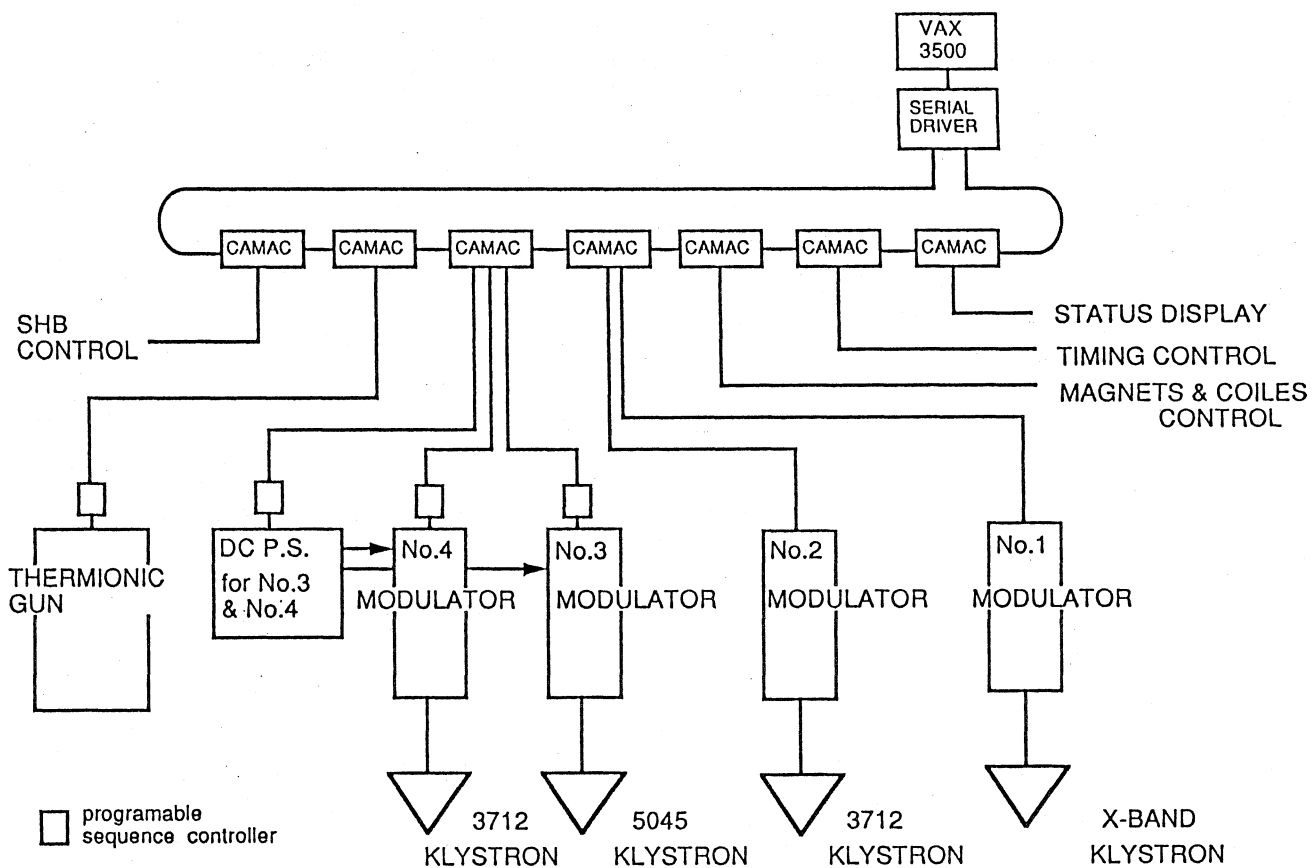 VAX
3500
SERIAL
DRIVER
CAMAC
CAMAC
CAMAC
CAMAC
CAMAC
CAMAC
CAMAC
SHB
CONTROL
STATUS DISPLAY
TIMING CONTROL
MAGNETS & COILES
CONTROL
THERMIONIC
GUN
DC P.S.
for No.3
& No.4
No.4
MODULATOR
No.3
MODULATOR
No.2
MODULATOR
No.1
MODULATOR
programable
sequence controller
3712
KLYSTRON
5045
KLYSTRON
3712
KLYSTRON
X-BAND
KLYSTRON